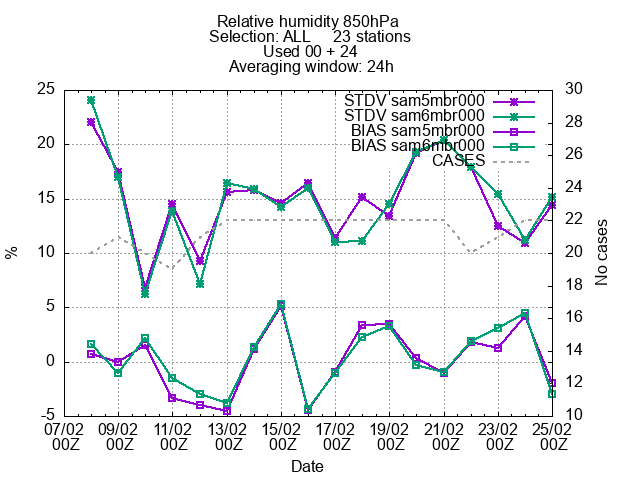 Relative humidity 850hPa
Selection: ALL 23 stations
Used 00 + 24
Averaging window: 24h
25
20
15
10
5
0
-5
%
30
28
26
24
22
20
18
16
14
12
10
No cases
STDV sam5mbr000
STDV sam6mbr000
BIAS sam5mbr000
BIAS sam6mbr000
CASES
07/02 09/02 11/02 13/02 15/02 17/02 19/02 21/02 23/02 25/02
00Z 00Z 00Z 00Z 00Z 00Z 00Z 00Z 00Z 00Z
Date